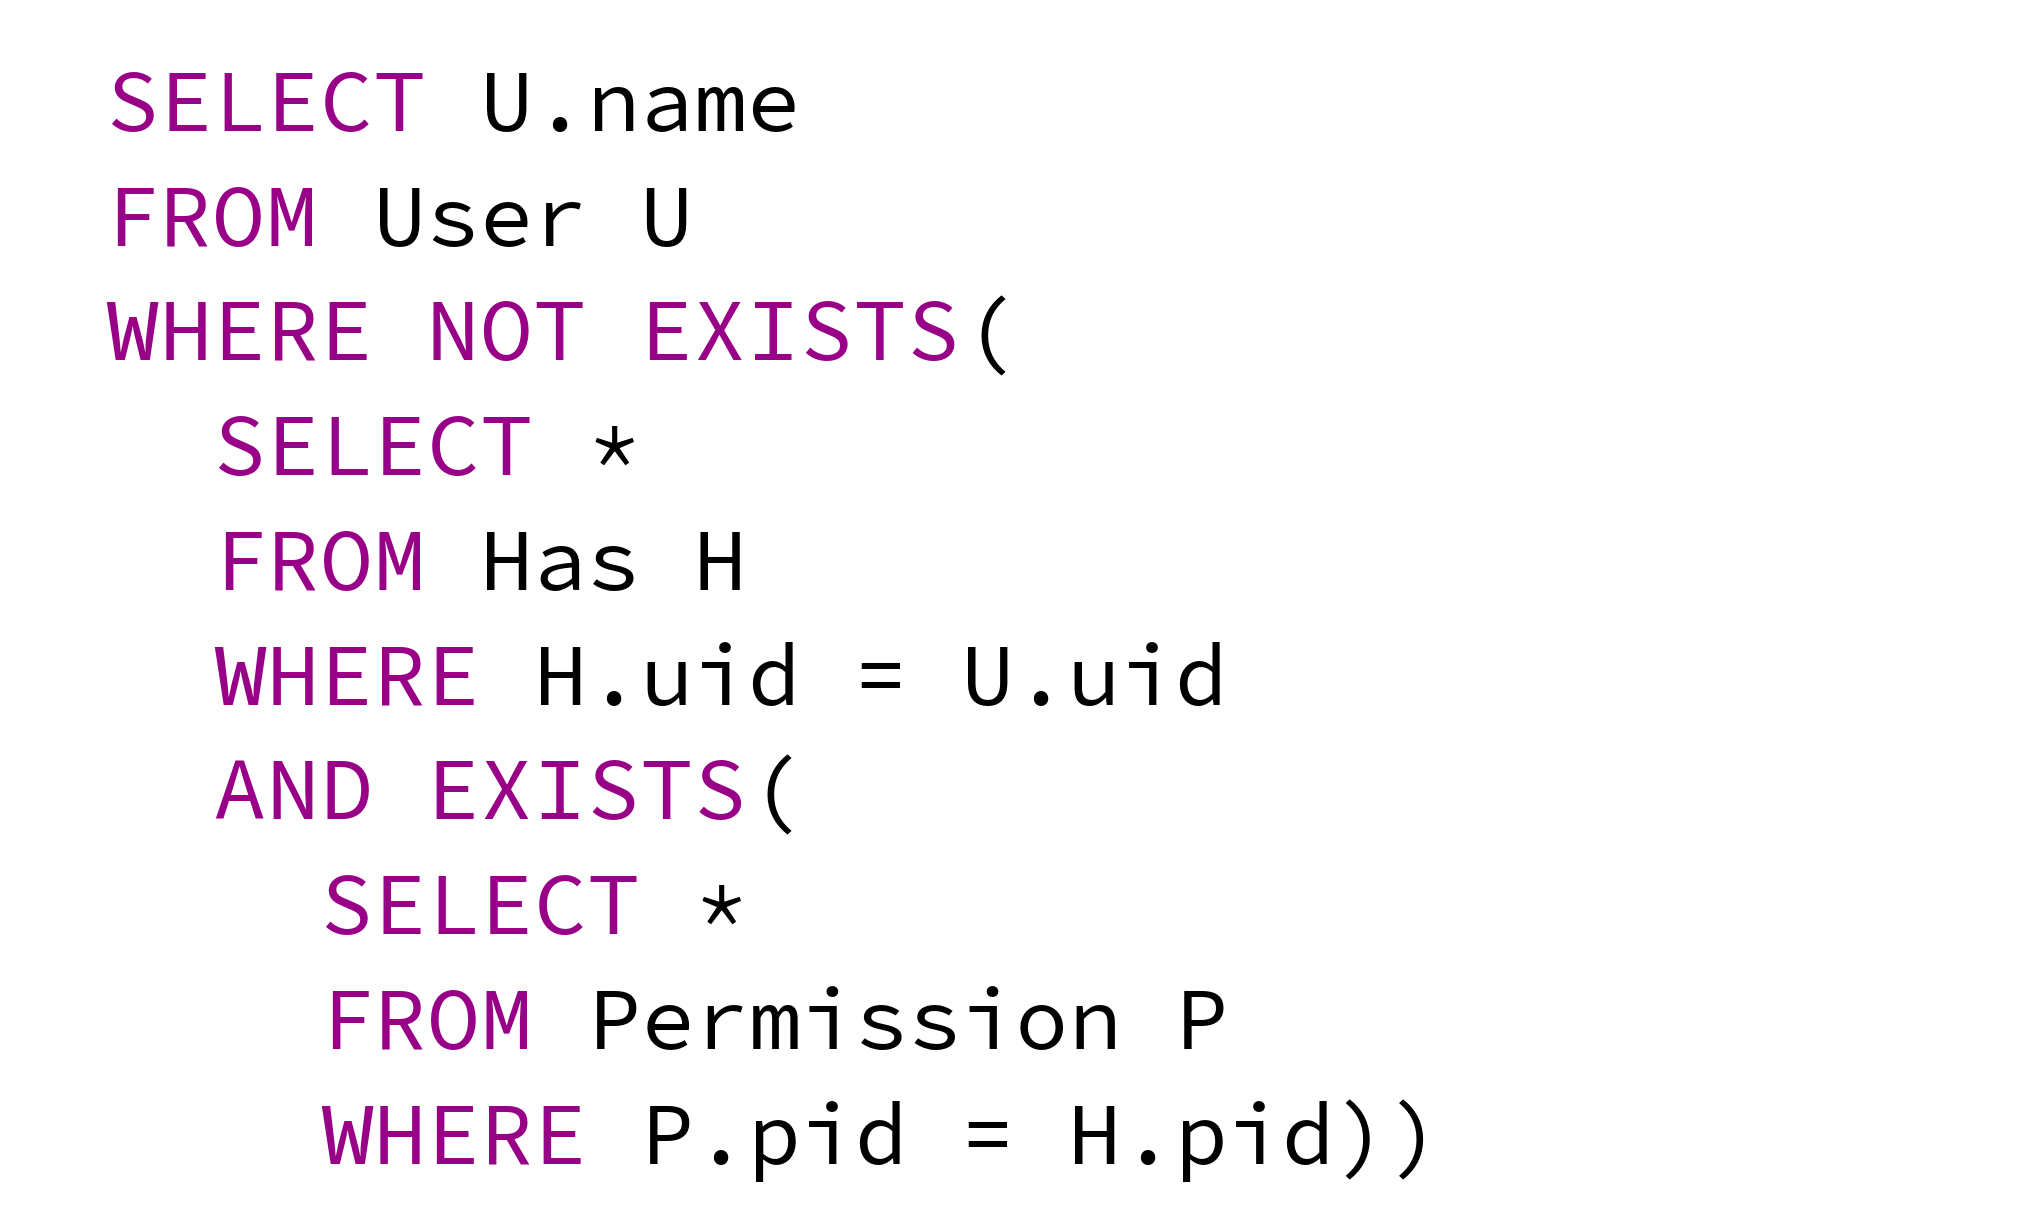 SELECT U.name
FROM User U
WHERE NOT EXISTS(
SELECT *
FROM Has H
WHERE H.uid = U.uid
AND EXISTS(
SELECT *
FROM Permission P
WHERE P.pid = H.pid))